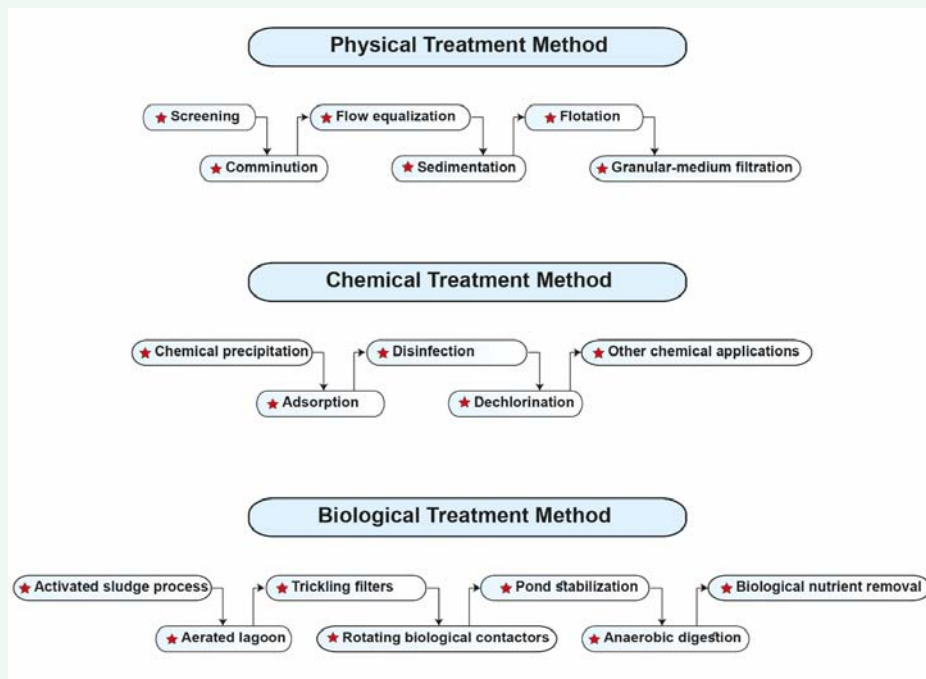 Physical Treatment Method
Screening
Comminution
Flow equalization
Sedimentation
Flotation
Granular-medium filtration
Chemical Treatment Method
Chemical precipitation
Adsorption
Disinfection
Dechlorination
Other chemical applications
Biological Treatment Method
Activated sludge process
Aerated lagoon
Trickling filters
Rotating biological contactors
Pond stabilization
Anaerobic digestion
Biological nutrient removal